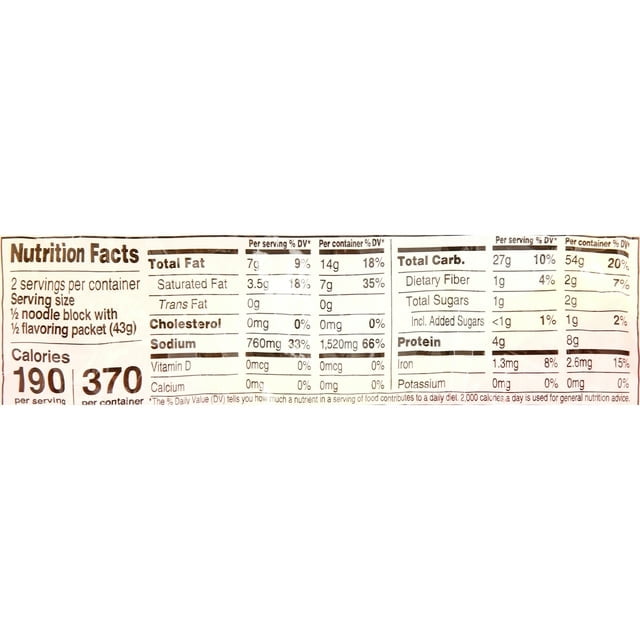 Nutrition Facts
2 servings per container
Serving size
½ noodle block with
½ flavoring packet (43g)
Calories
190 370
per serving per container
Per serving % DV* Per container % DV*
Total Fat 7g 9% 14g 18%
Saturated Fat 3.5g 18% 7g 35%
Trans Fat 0g 0g
Cholesterol 0mg 0% 0mg 0%
Sodium 760mg 33% 1,520mg 66%
Vitamin D 0mcg 0% 0mcg 0%
Calcium 0mg 0% 0mg 0%
Per serving % DV* Per container % DV*
Total Carb. 27g 10% 54g 20%
Dietary Fiber 1g 4% 2g 7%
Total Sugars 1g 2g
Incl. Added Sugars <1g 1% 1g 2%
Protein 4g 8g
Iron 1.3mg 8% 2.6mg 15%
Potassium 0mg 0% 0mg 0%
*The % Daily Value (DV) tells you how much a nutrient in a serving of food contributes to a daily diet. 2,000 calories a day is used for general nutrition advice.